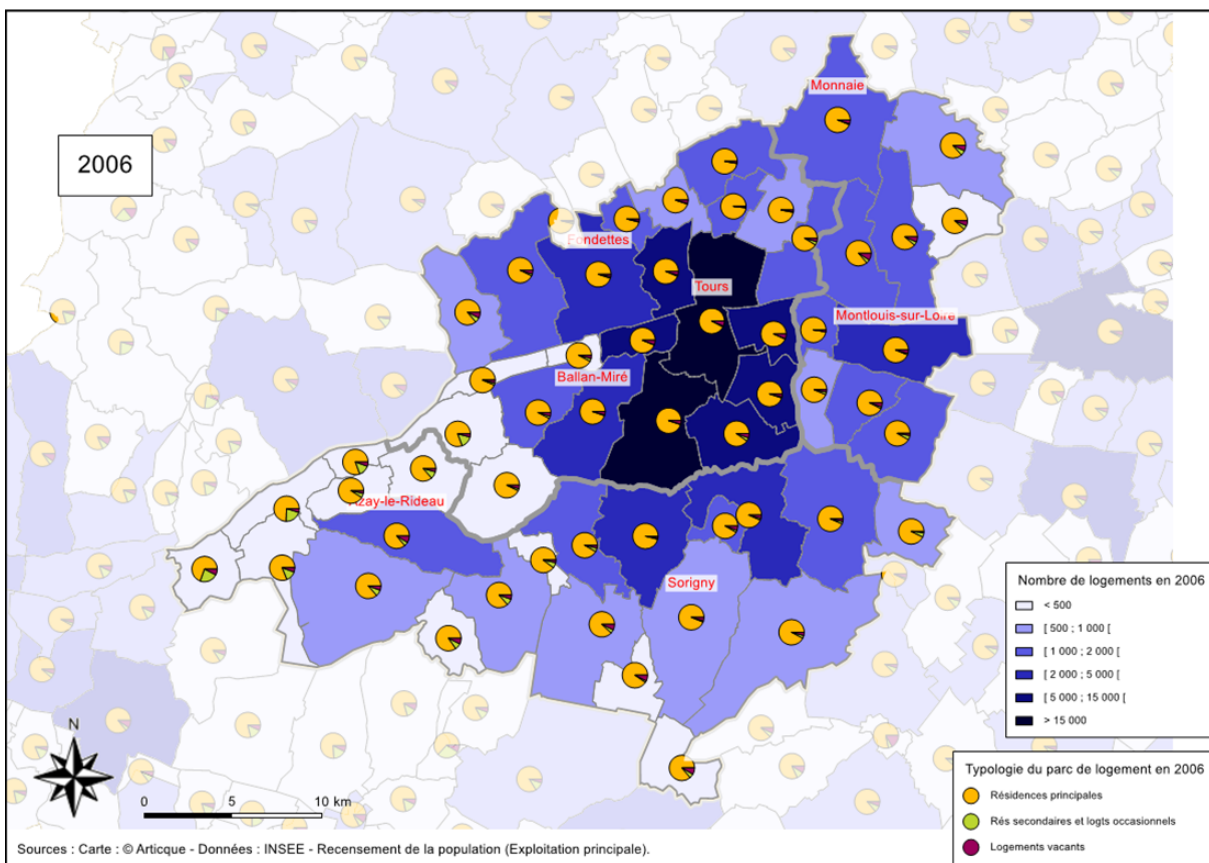 Monnaie
2006
Fondettes
Tours
Montlouis-sur-Loire
Ballan-Miré
Azay-le-Rideau
Sorigny
Nombre de logements en 2006
< 500
[ 500 ; 1 000 [
[ 1 000 ; 2 000 [
[ 2 000 ; 5 000 [
[ 5 000 ; 15 000 [
> 15 000
N
0 5 10 km
Typologie du parc de logement en 2006
Résidences principales
Rés secondaires et logts occasionnels
Logements vacants
Sources : Carte : © Articque - Données : INSEE - Recensement de la population (Exploitation principale).